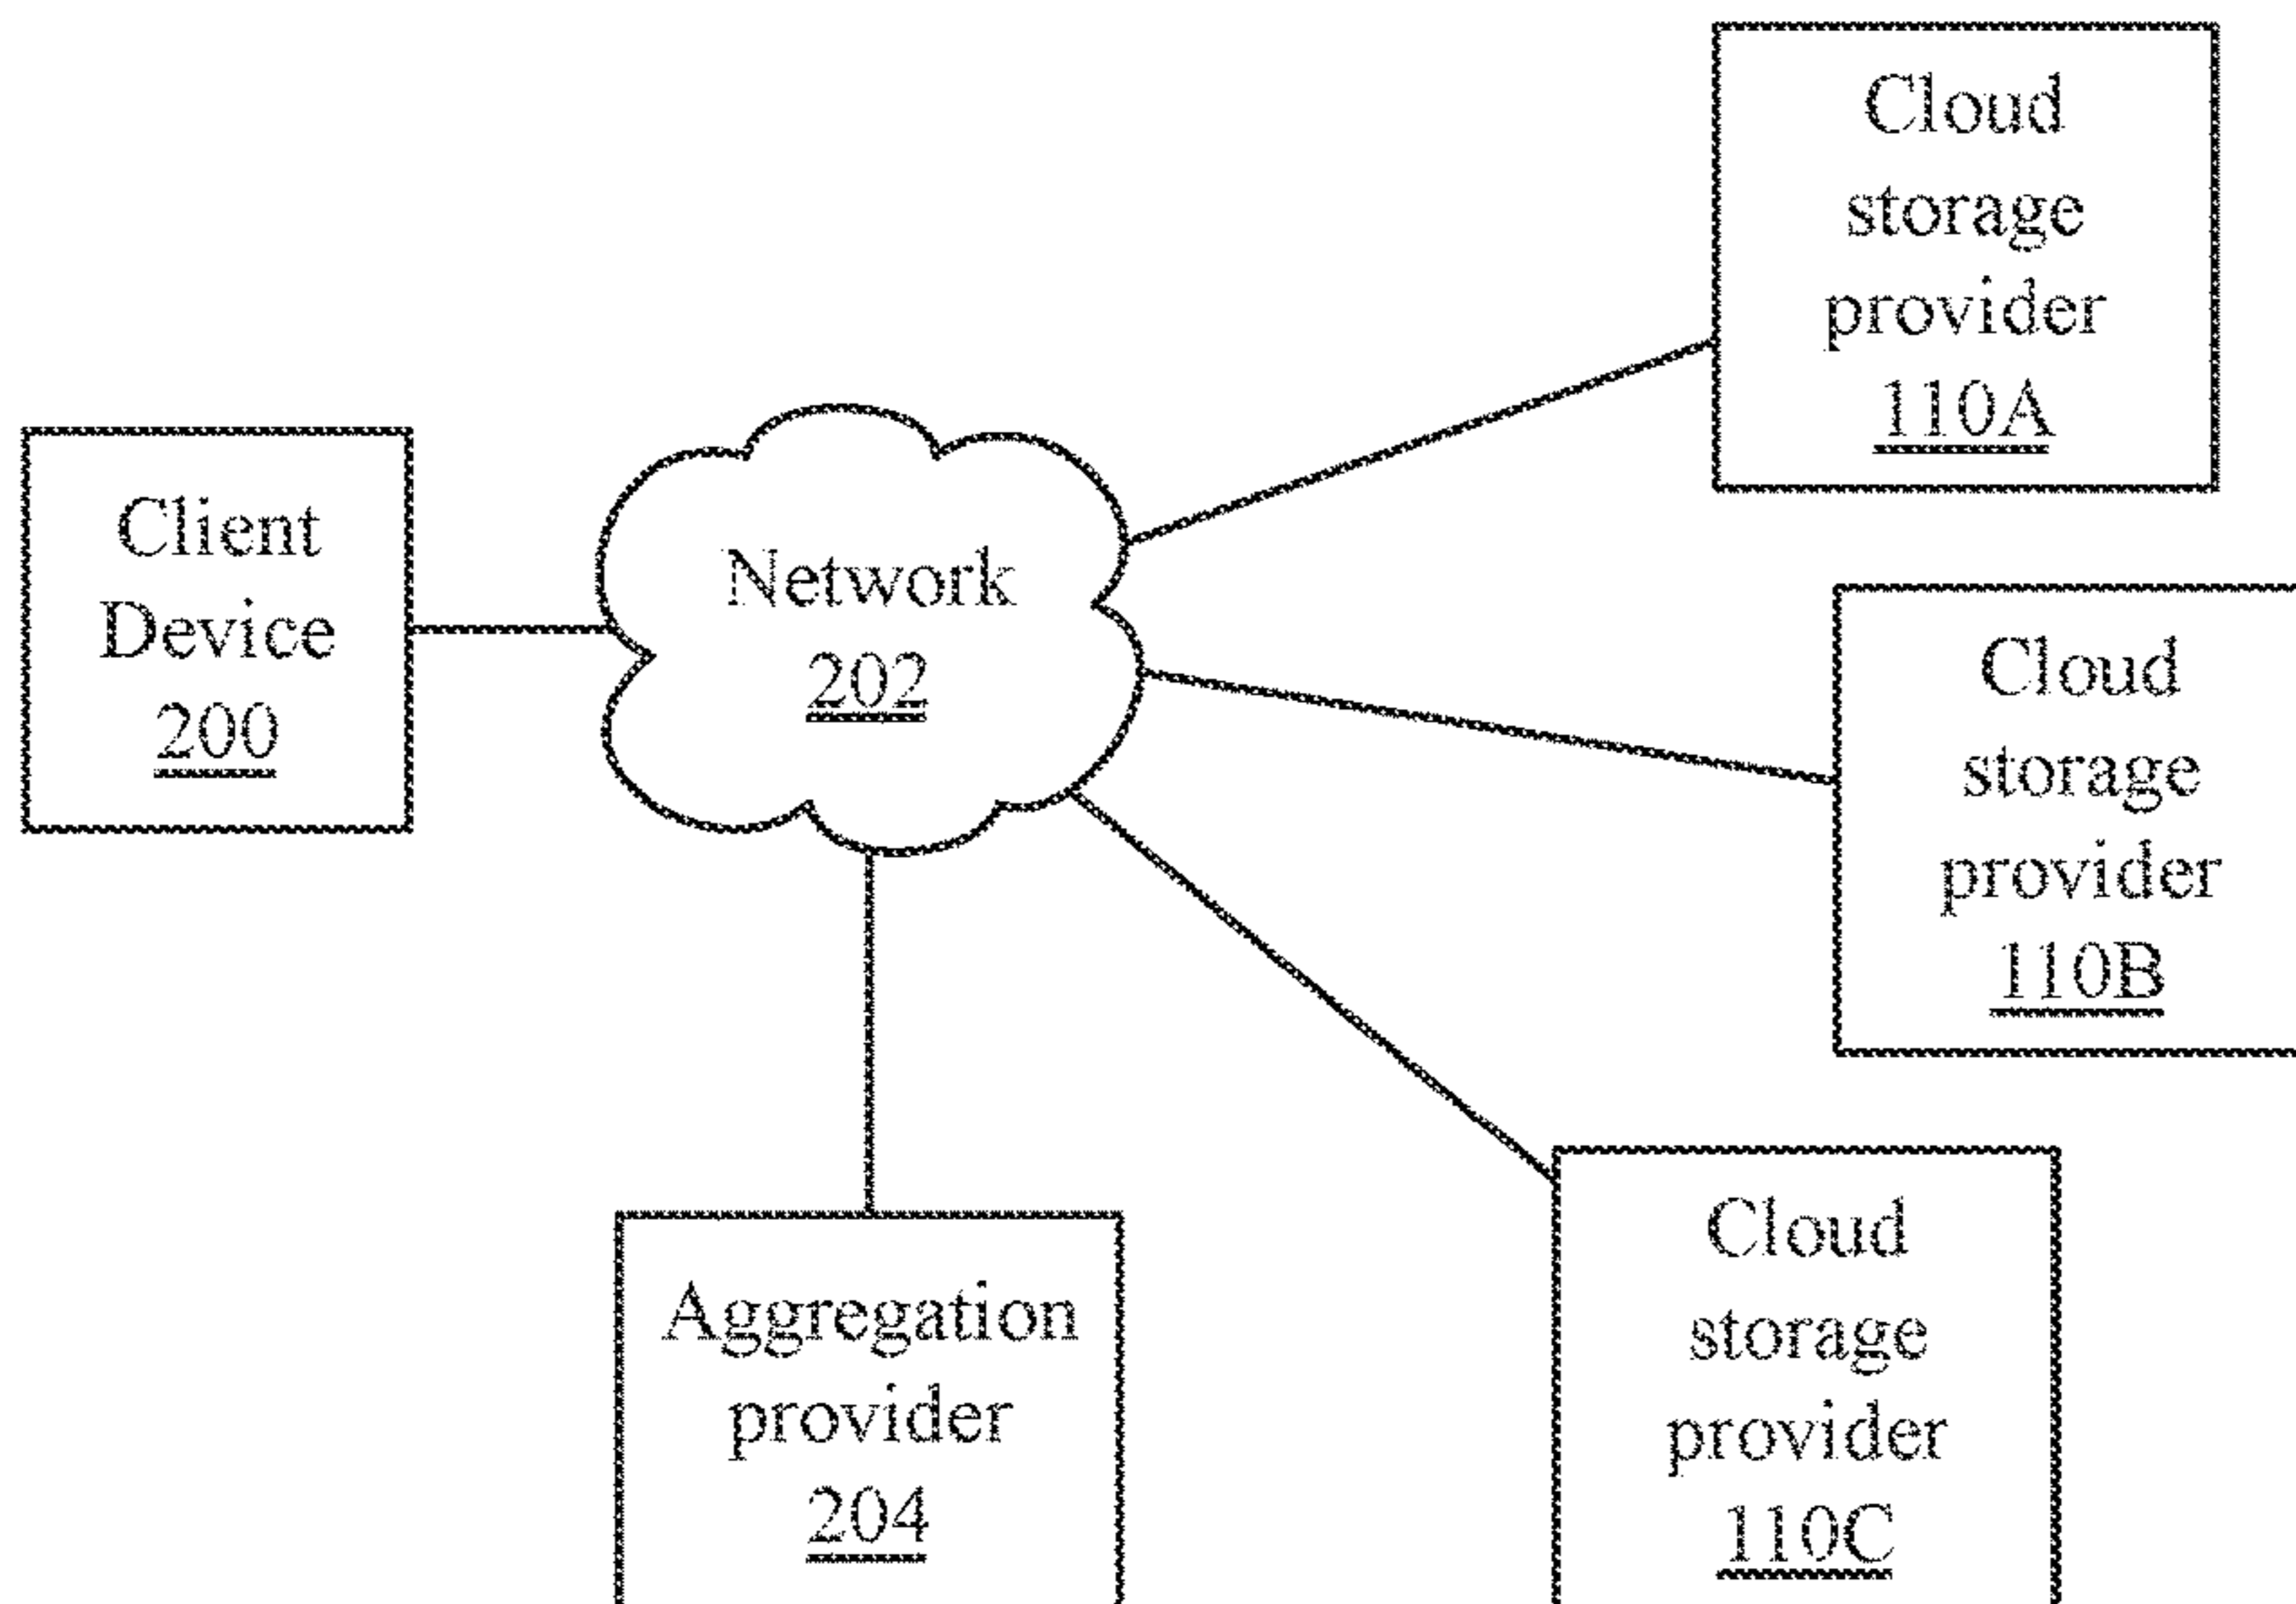 Cloud
storage
provider
110A
Client
Device
200
Network
202
Cloud
storage
provider
110B
Aggregation
provider
204
Cloud
storage
provider
110C